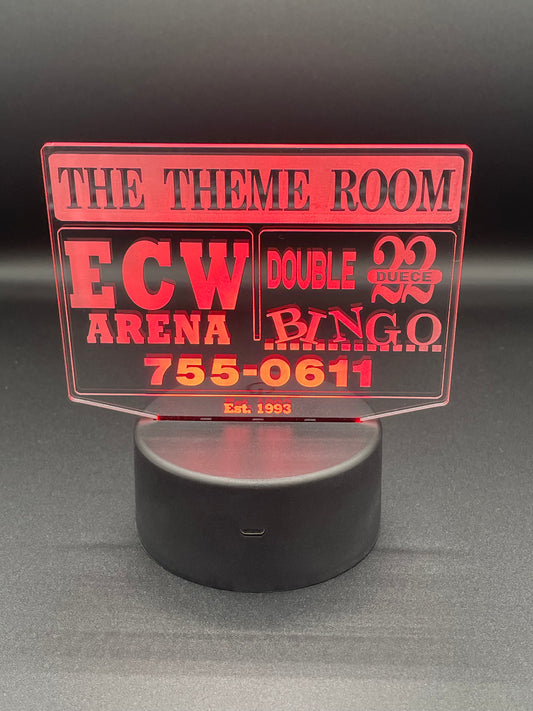 THE THEME ROOM
ECW
ARENA
DOUBLE 22
DUECE
BINGO
755-0611
Est. 1993